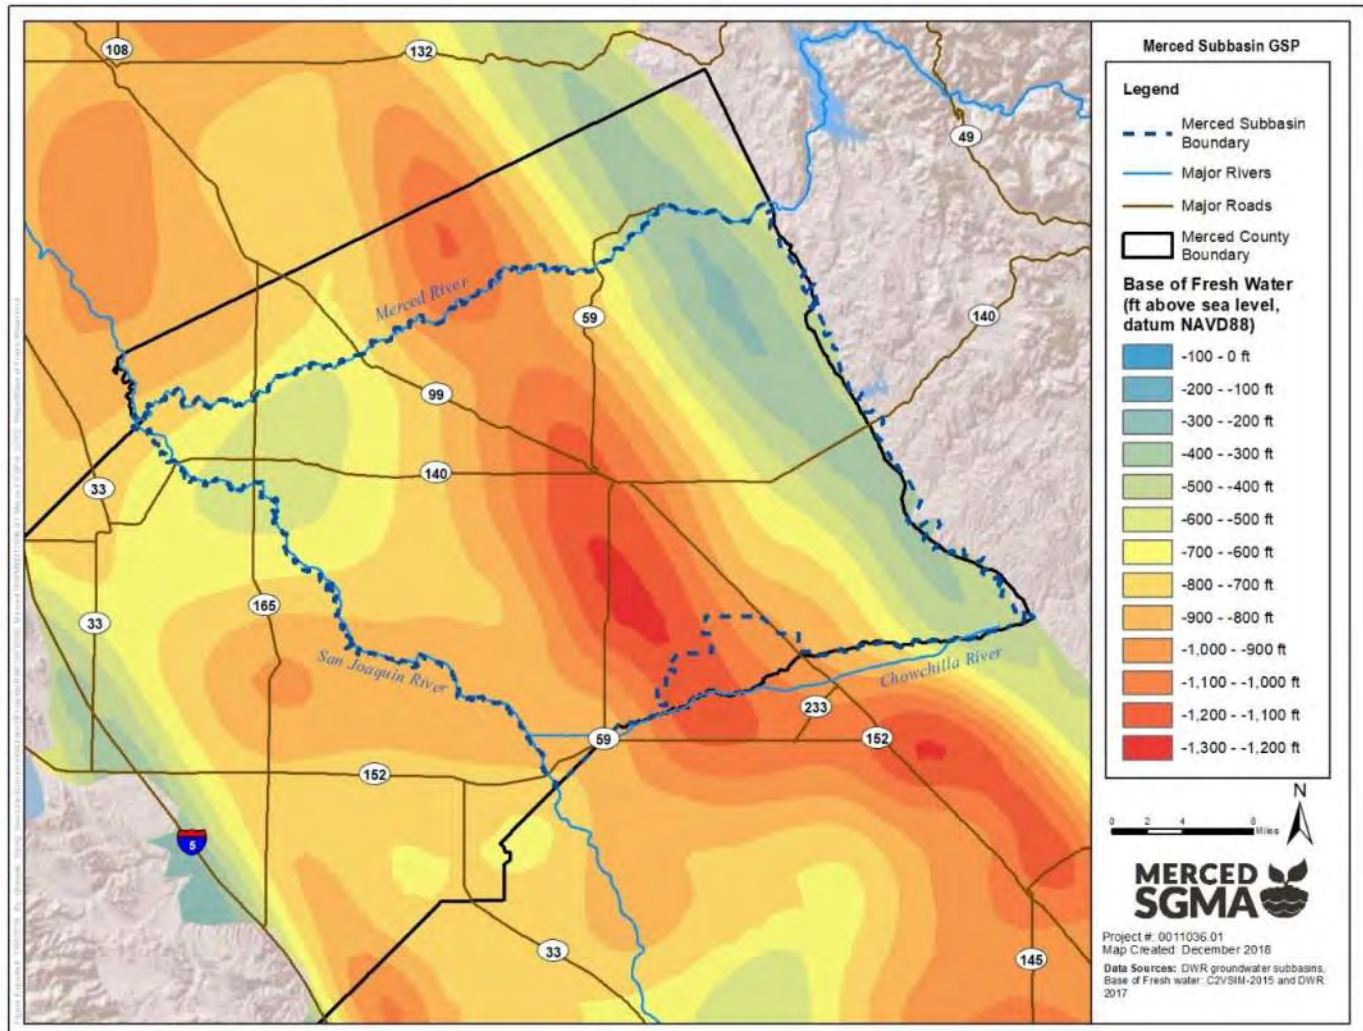 Merced Subbasin GSP
Legend
Merced Subbasin
Boundary
Major Rivers
Major Roads
Merced County
Boundary
Base of Fresh Water
(ft above sea level,
datum NAVD88)
-100 - 0 ft
-200 - -100 ft
-300 - -200 ft
-400 - -300 ft
-500 - -400 ft
-600 - -500 ft
-700 - -600 ft
-800 - -700 ft
-900 - -800 ft
-1,000 - -900 ft
-1,100 - -1,000 ft
-1,200 - -1,100 ft
-1,300 - -1,200 ft
N
0 2 4 8
Miles
MERCED
SGMA
Project #: 0011036.01
Map Created: December 2018
Data Sources: DWR groundwater subbasins,
Base of Fresh water: C2VSIM-2015 and DWR
2017
108
132
49
Merced River
59
140
99
140
33
165
33
San Joaquin River
Chowchilla River
233
59
152
152
5
33
145